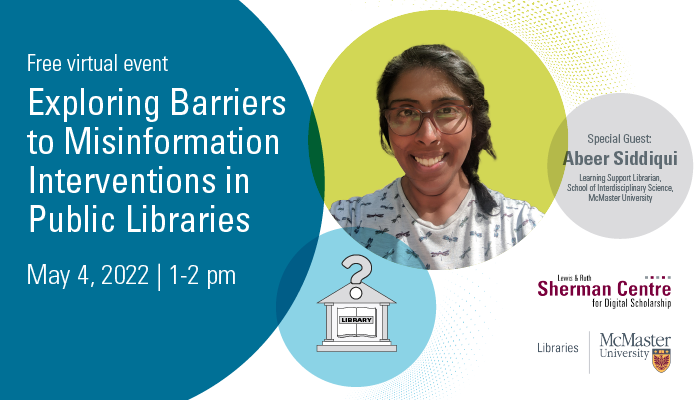 Free virtual event
Exploring Barriers
to Misinformation
Interventions in
Public Libraries
May 4, 2022 | 1-2 pm
Special Guest:
Abeer Siddiqui
Learning Support Librarian,
School of Interdisciplinary Science,
McMaster University
?
LIBRARY
Lewis & Ruth
Sherman Centre
for Digital Scholarship
Libraries
McMaster
University